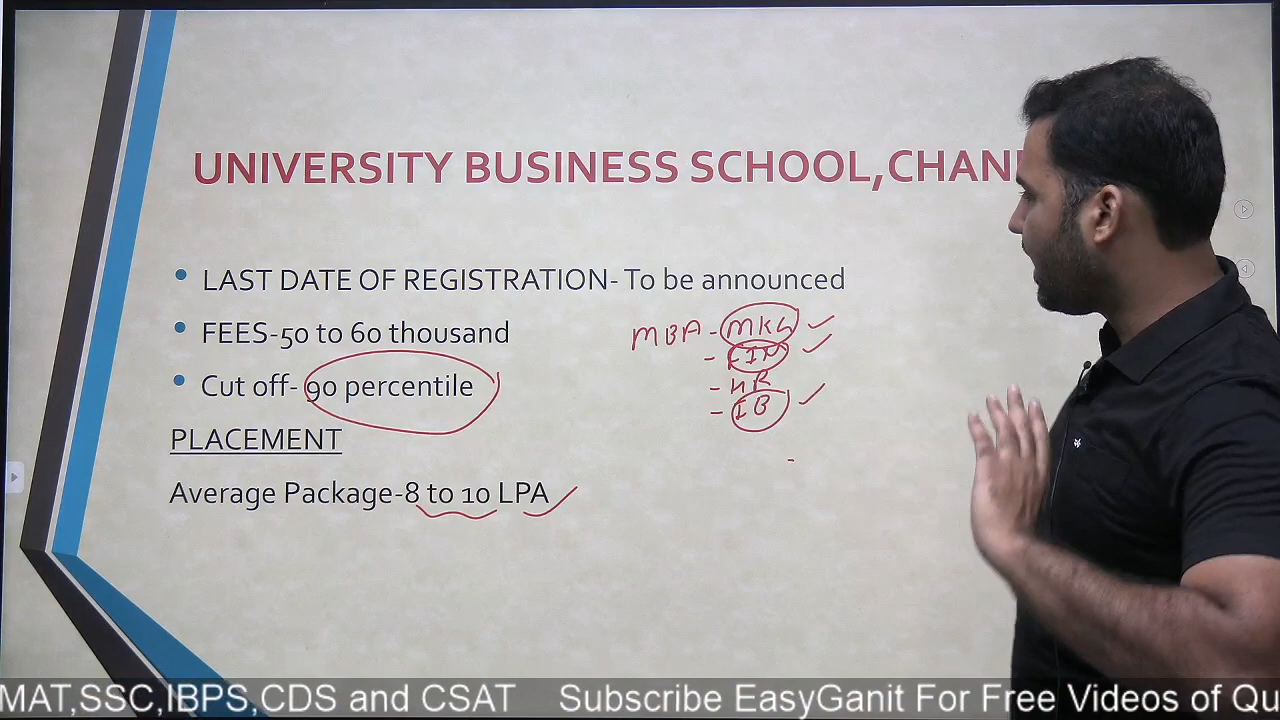 UNIVERSITY BUSINESS SCHOOL,CHAN
• LAST DATE OF REGISTRATION- To be announced
• FEES-50 to 60 thousand
• Cut off- 90 percentile
PLACEMENT
Average Package-8 to 10 LPA
MBA - MKG
- FIN
- HR
- IB
MAT,SSC,IBPS,CDS and CSAT Subscribe EasyGanit For Free Videos of Qu